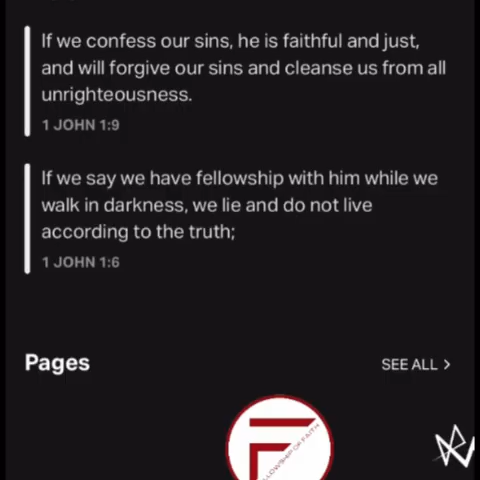 If we confess our sins, he is faithful and just,
and will forgive our sins and cleanse us from all
unrighteousness.
1 JOHN 1:9
If we say we have fellowship with him while we
walk in darkness, we lie and do not live
according to the truth;
1 JOHN 1:6
Pages
SEE ALL >
OF FAITH